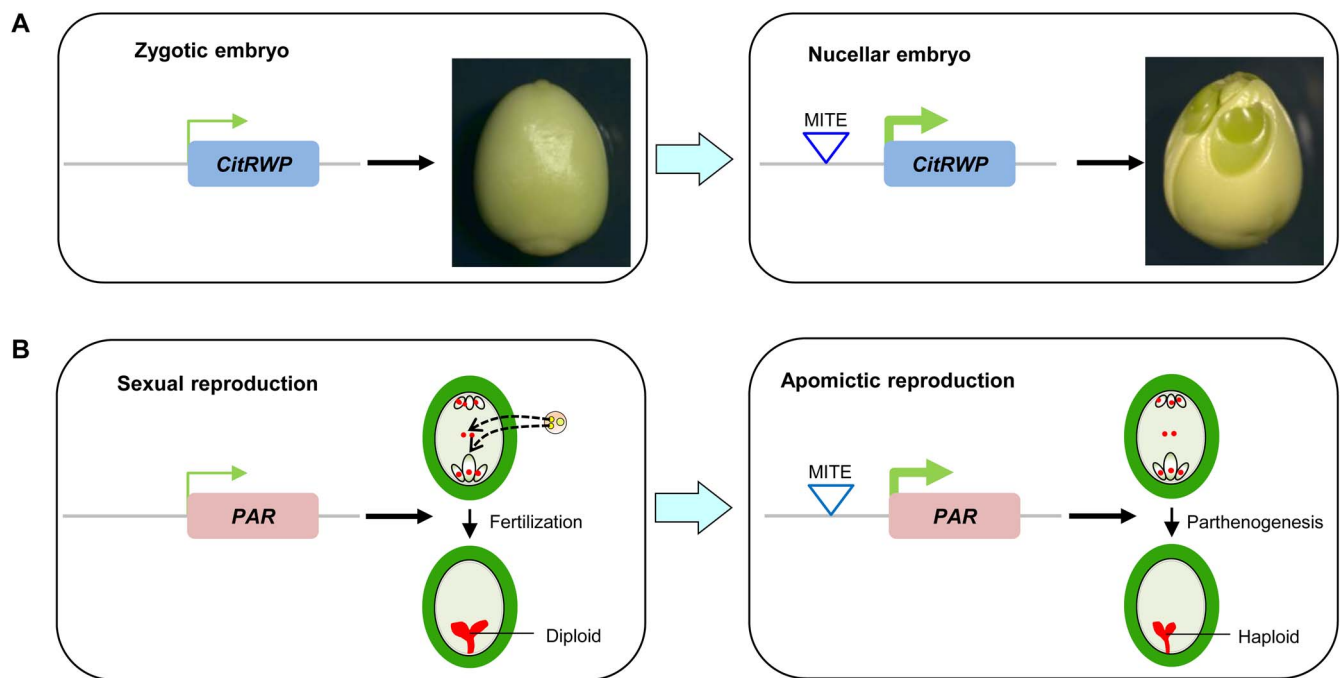 A
Zygotic embryo
CitRWP
Nucellar embryo
MITE
CitRWP
B
Sexual reproduction
PAR
Fertilization
Diploid
Apomictic reproduction
MITE
PAR
Parthenogenesis
Haploid